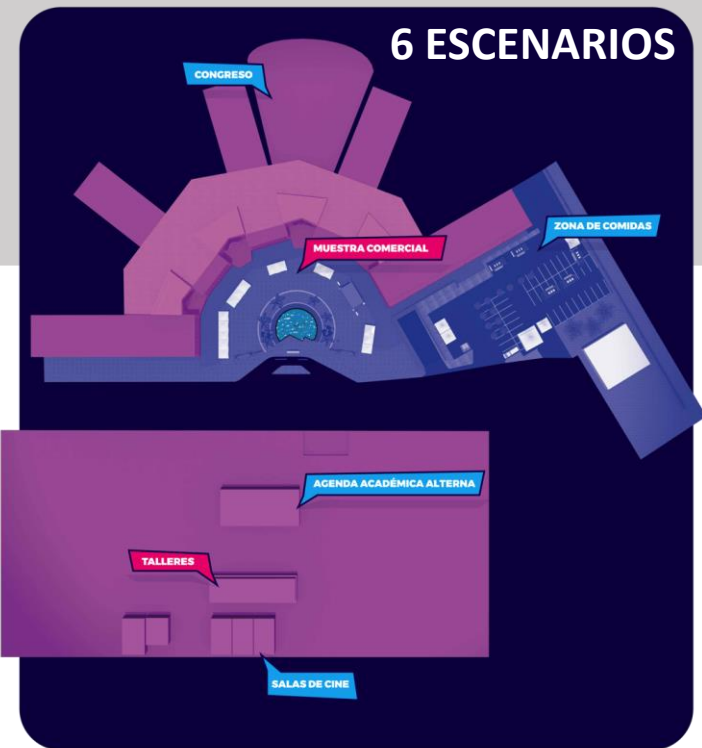 6 ESCENARIOS
CONGRESO
ZONA DE COMIDAS
MUESTRA COMERCIAL
AGENDA ACADÉMICA ALTERNA
TALLERES
SALAS DE CINE